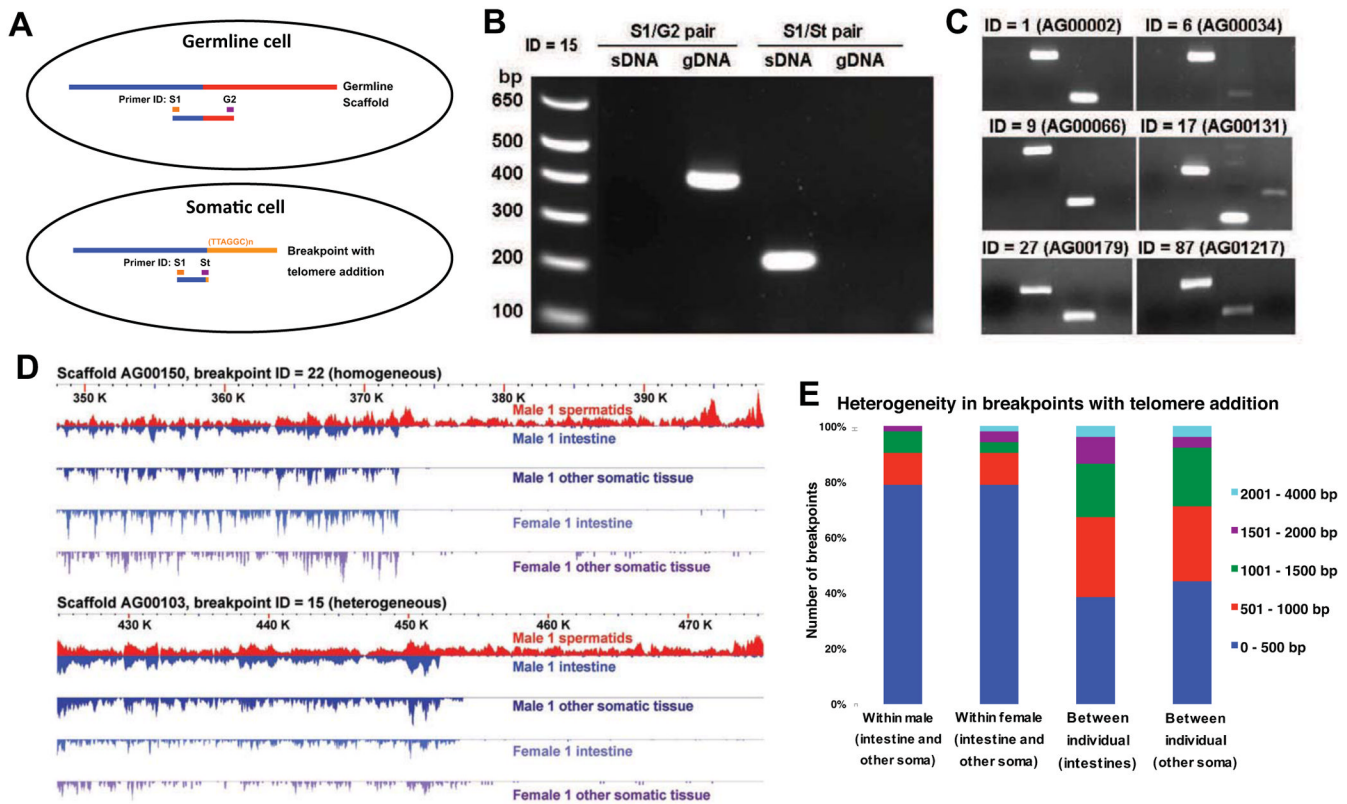 A
Germline cell
Germline
Scaffold
Primer ID: S1 G2
Somatic cell
(TTAGGC)n
Breakpoint with
telomere addition
Primer ID: S1 St
B
ID = 15
S1/G2 pair S1/St pair
sDNA gDNA sDNA gDNA
bp
650
500
400
300
200
100
C
ID = 1 (AG00002) ID = 6 (AG00034)
ID = 9 (AG00066) ID = 17 (AG00131)
ID = 27 (AG00179) ID = 87 (AG01217)
D
Scaffold AG00150, breakpoint ID = 22 (homogeneous)
350 K 360 K 370 K 380 K 390 K
Male 1 spermatids
Male 1 intestine
Male 1 other somatic tissue
Female 1 intestine
Female 1 other somatic tissue
Scaffold AG00103, breakpoint ID = 15 (heterogeneous)
430 K 440 K 450 K 460 K 470 K
Male 1 spermatids
Male 1 intestine
Male 1 other somatic tissue
Female 1 intestine
Female 1 other somatic tissue
E
Heterogeneity in breakpoints with telomere addition
Number of breakpoints
100%
80%
60%
40%
20%
0%
Within male
(intestine and
other soma)
Within female
(intestine and
other soma)
Between
individual
(intestines)
Between
individual
(other soma)
2001 - 4000 bp
1501 - 2000 bp
1001 - 1500 bp
501 - 1000 bp
0 - 500 bp